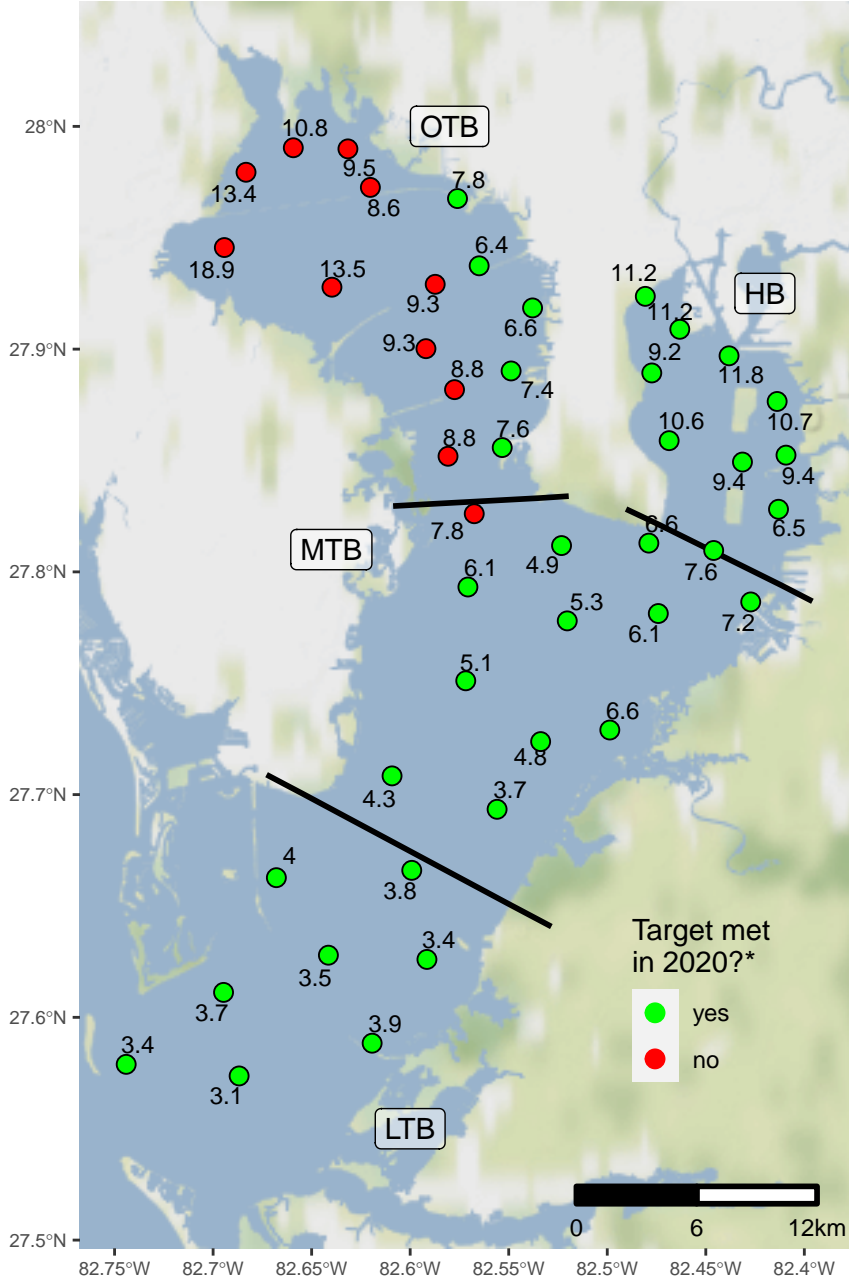 28°N
27.9°N
27.8°N
27.7°N
27.6°N
27.5°N
OTB
10.8
9.5
13.4
8.6
7.8
6.4
18.9
13.5
9.3
6.6
9.3
8.8
7.4
8.8
7.6
HB
11.2
11.2
9.2
11.8
10.7
10.6
9.4
9.4
6.5
MTB
7.8
4.9
6.6
7.6
6.1
5.3
6.1
7.2
5.1
6.6
4.8
4.3
3.7
4
3.8
3.4
3.5
3.7
3.9
3.4
3.1
LTB
Target met
in 2020?*
yes
no
0 6 12km
82.75°W 82.7°W 82.65°W 82.6°W 82.55°W 82.5°W 82.45°W 82.4°W